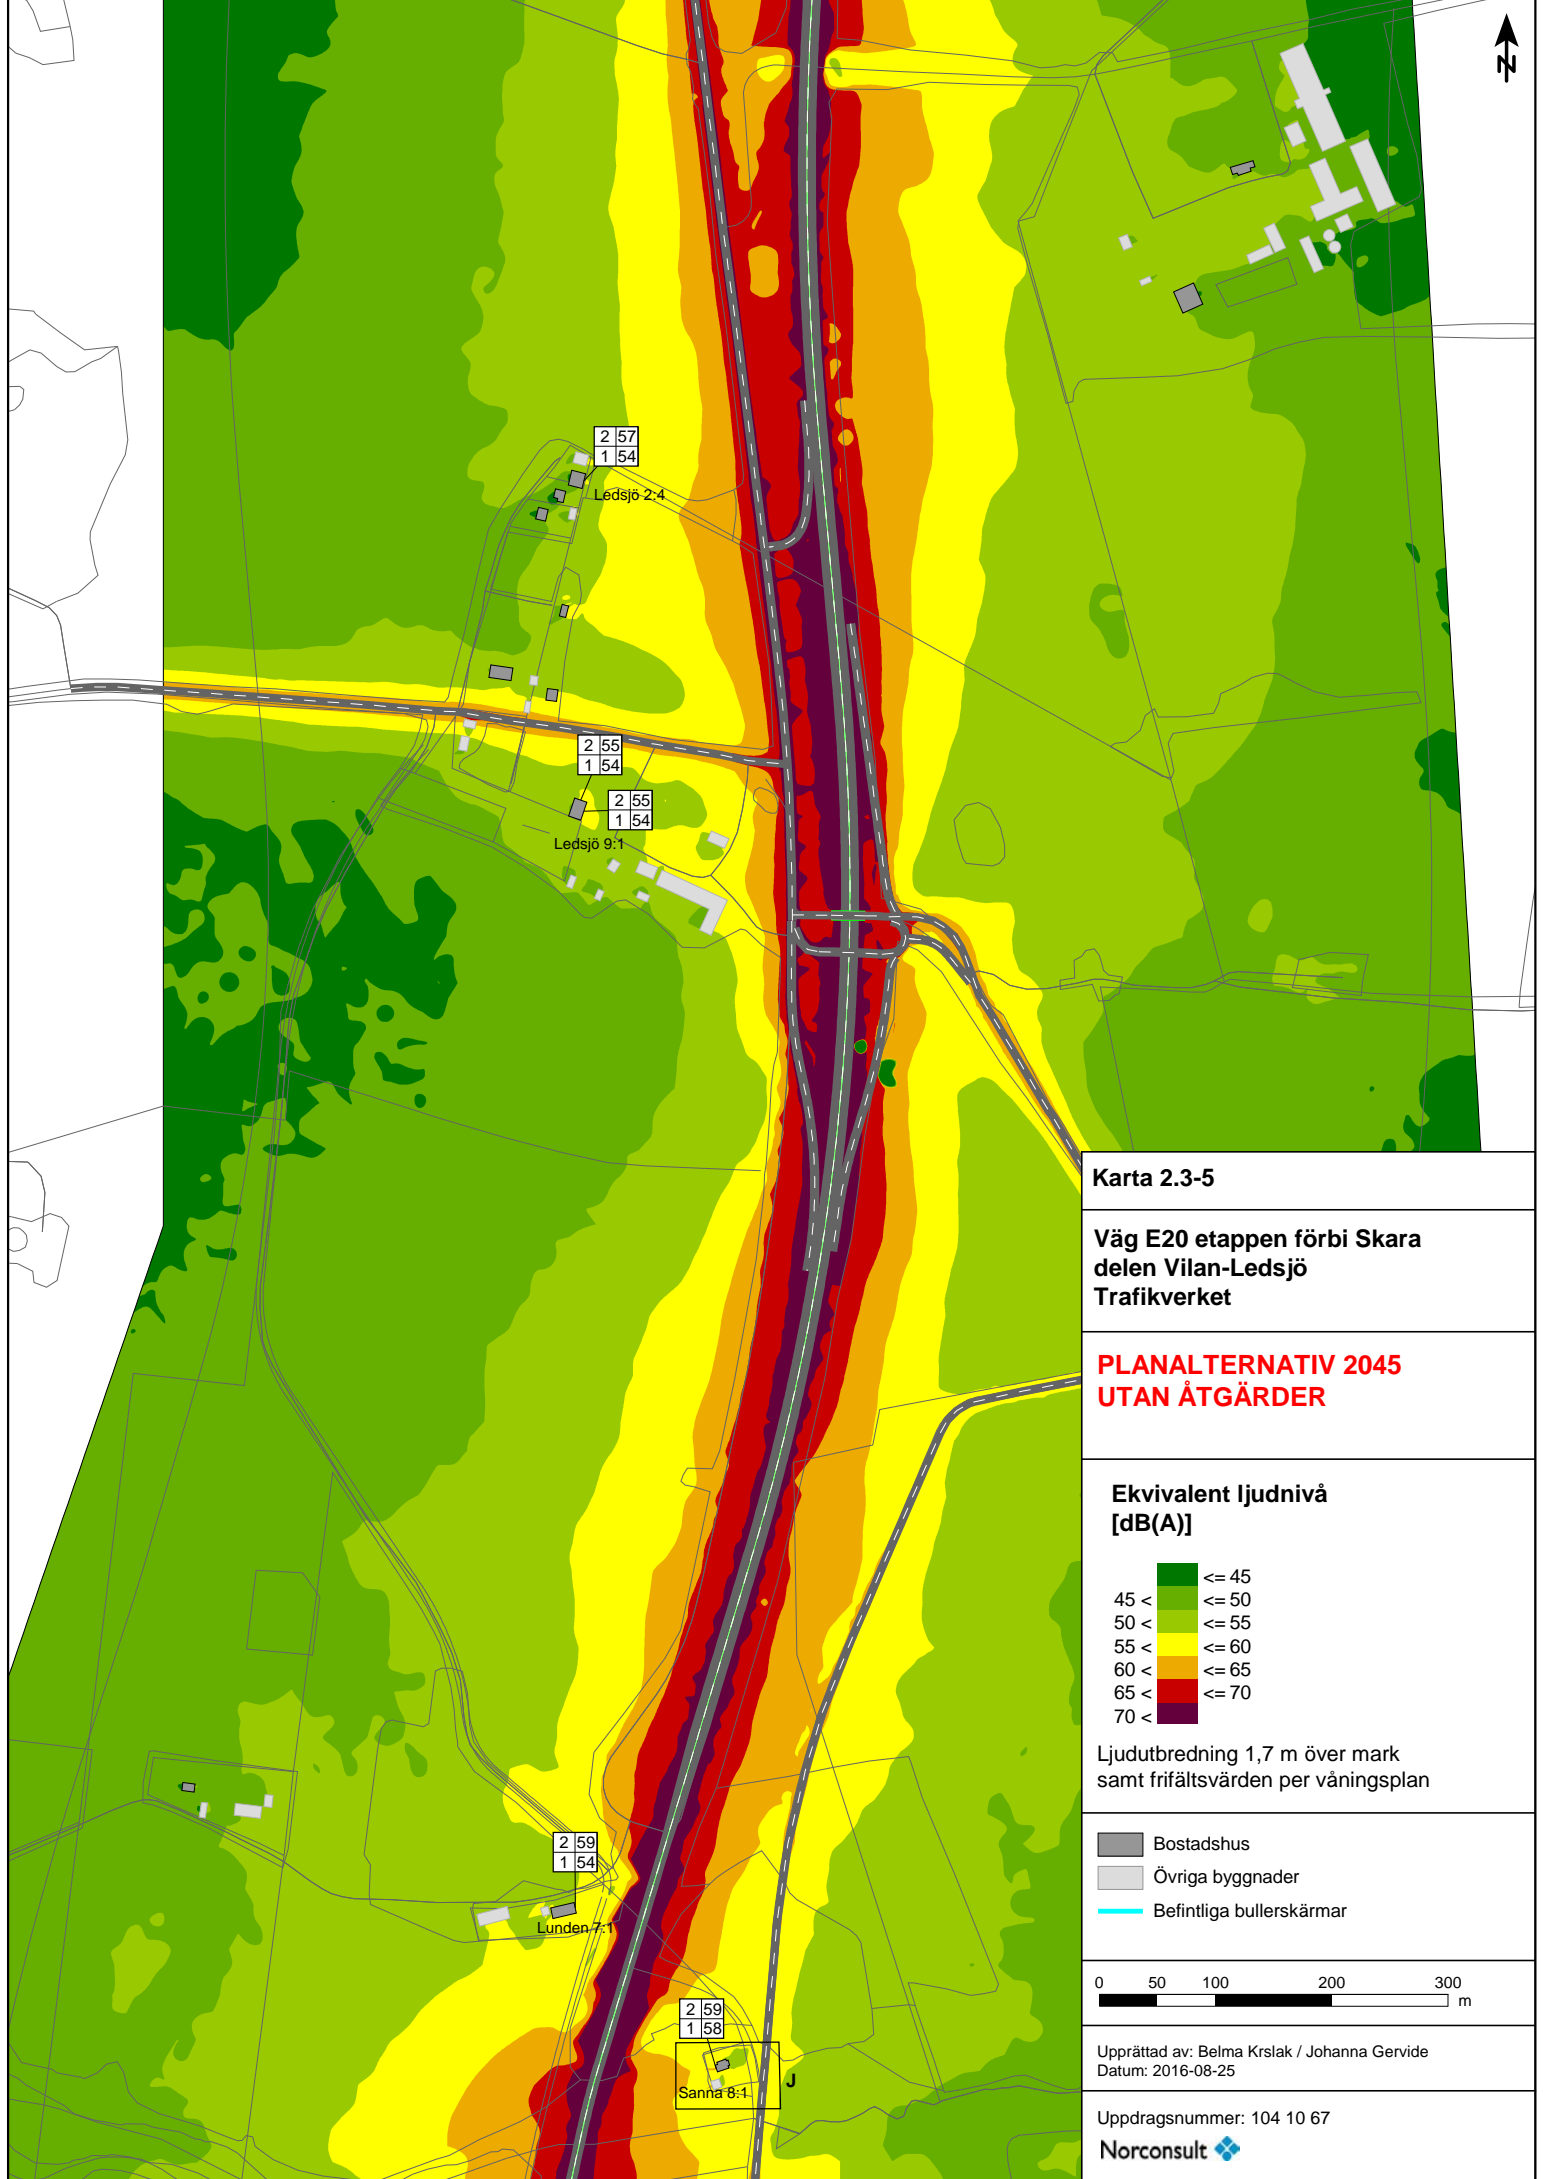 N
2 57
1 54
Ledsjö 2:4
2 55
1 54
2 55
1 54
Ledsjö 9:1
2 59
1 54
Lunden 7:1
2 59
1 58
Sanna 8:1
J
Karta 2.3-5
Väg E20 etappen förbi Skara
delen Vilan-Ledsjö
Trafikverket
PLANALTERNATIV 2045
UTAN ÅTGÄRDER
Ekvivalent ljudnivå
[dB(A)]
<= 45
45 < <= 50
50 < <= 55
55 < <= 60
60 < <= 65
65 < <= 70
70 <
Ljudutbredning 1,7 m över mark
samt frifältsvärden per våningsplan
Bostadshus
Övriga byggnader
Befintliga bullerskärmar
0 50 100 200 300
m
Upprättad av: Belma Krslak / Johanna Gervide
Datum: 2016-08-25
Uppdragsnummer: 104 10 67
Norconsult